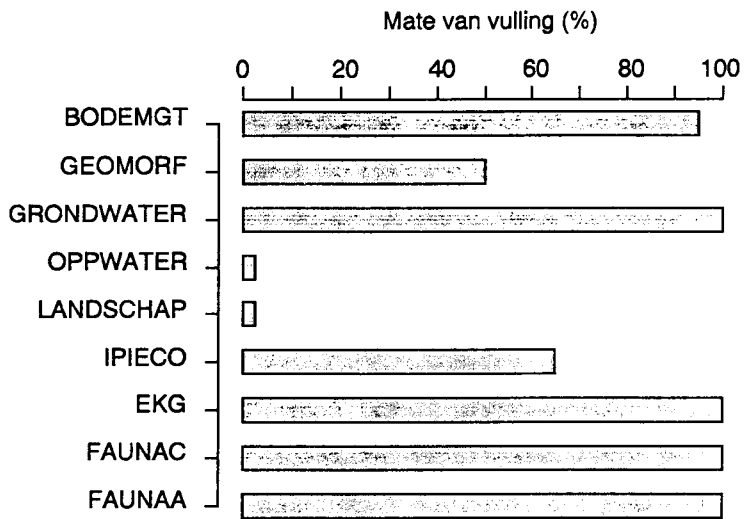 Mate van vulling (%)
0 20 40 60 80 100
BODEMGT
GEOMORF
GRONDWATER
OPPWATER
LANDSCHAP
IPIECO
EKG
FAUNAC
FAUNAA